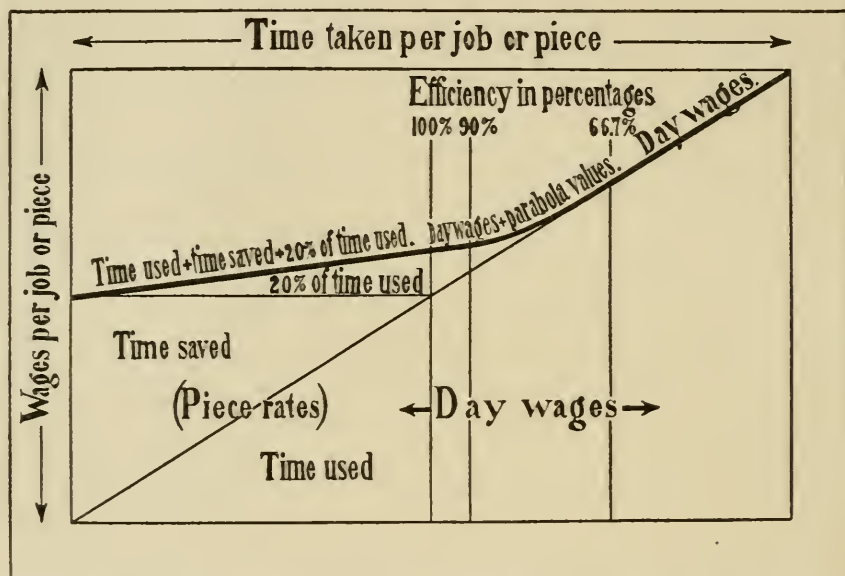 Time taken per job or piece
Wages per job or piece
Efficiency in percentages
100% 90% 66.7%
Day wages.
Day wages+parabola values.
Time used+time saved+20% of time used.
20% of time used
Time saved
(Piece rates)
Day wages
Time used